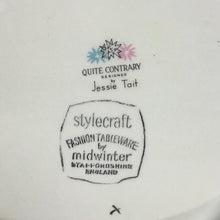 QUITE CONTRARY
DESIGNED
by
Jessie Tait
stylecraft
FASHION TABLEWARE
by
midwinter
STAFFORDSHIRE
ENGLAND